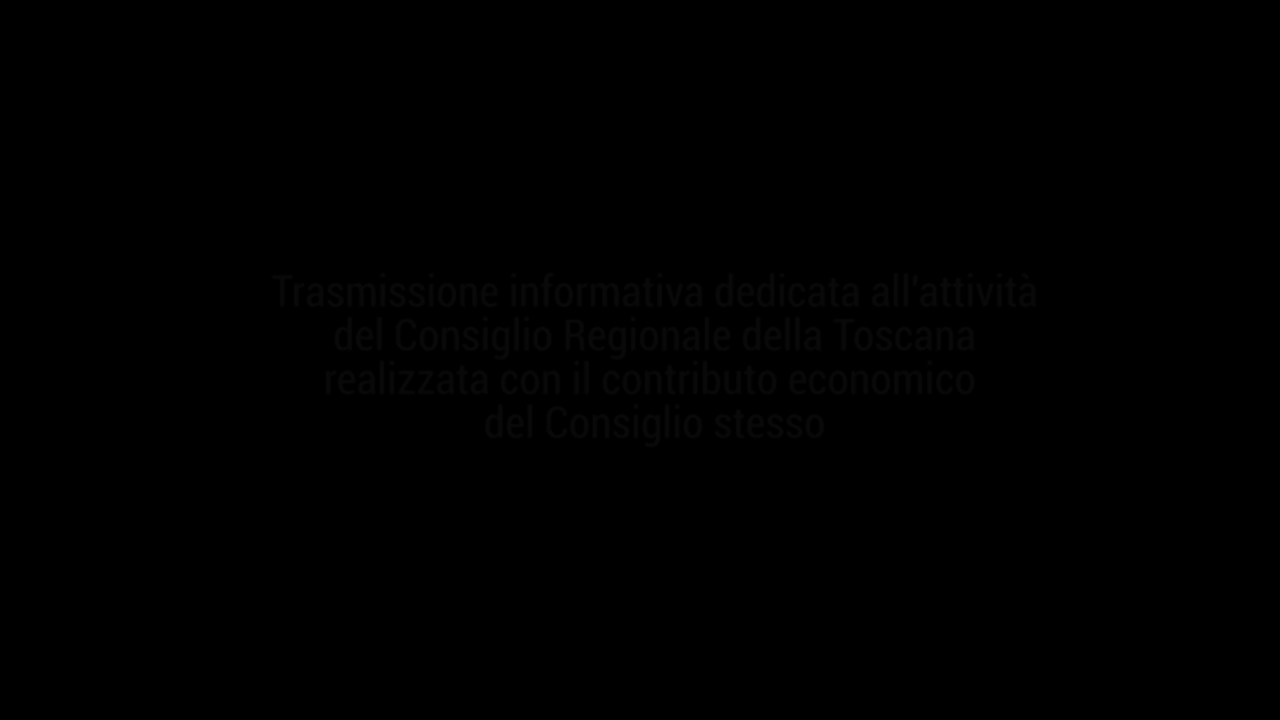 Trasmissione informativa dedicata all'attività
del Consiglio Regionale della Toscana
realizzata con il contributo economico
del Consiglio stesso